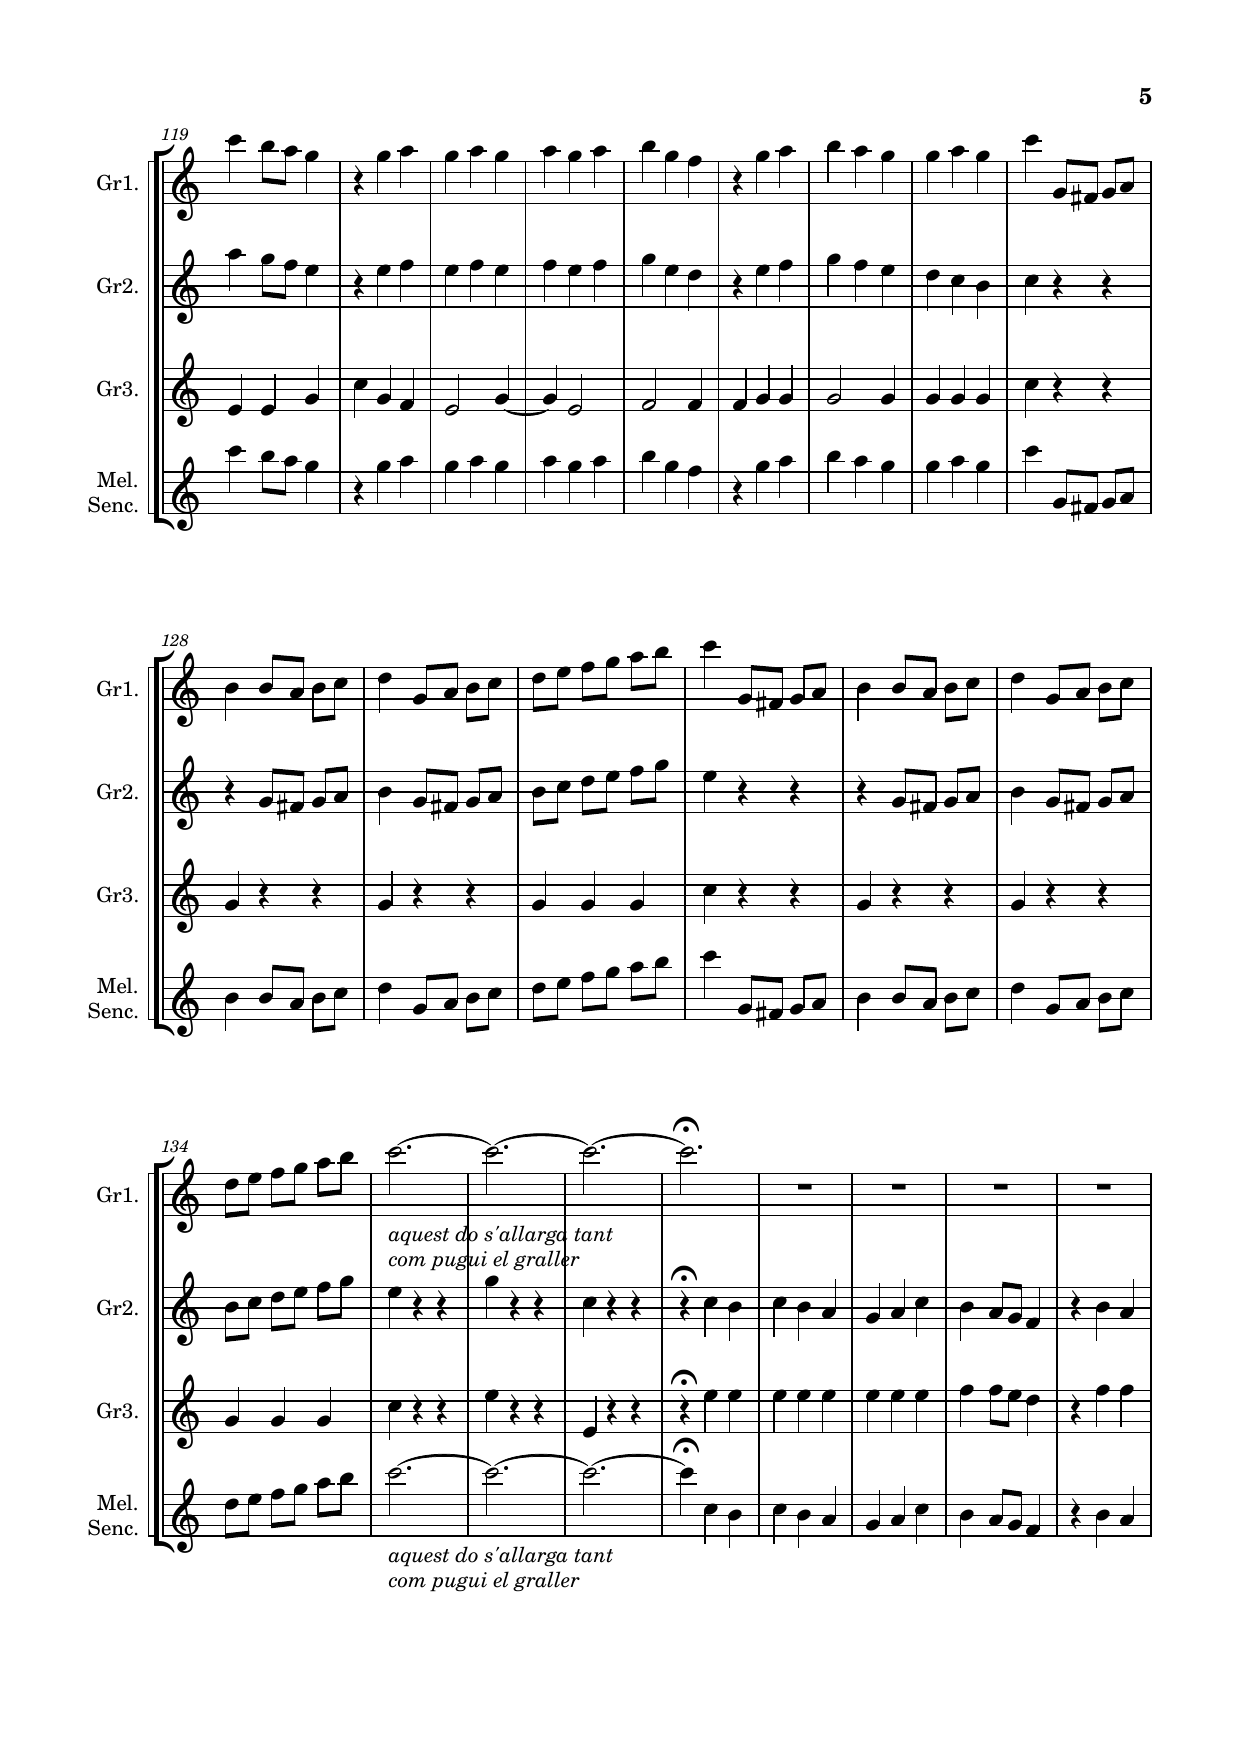 5
119
Gr1.
Gr2.
Gr3.
Mel.
Senc.
128
Gr1.
Gr2.
Gr3.
Mel.
Senc.
134
Gr1.
aquest do s'allarga tant
com pugui el graller
Gr2.
Gr3.
Mel.
Senc.
aquest do s'allarga tant
com pugui el graller